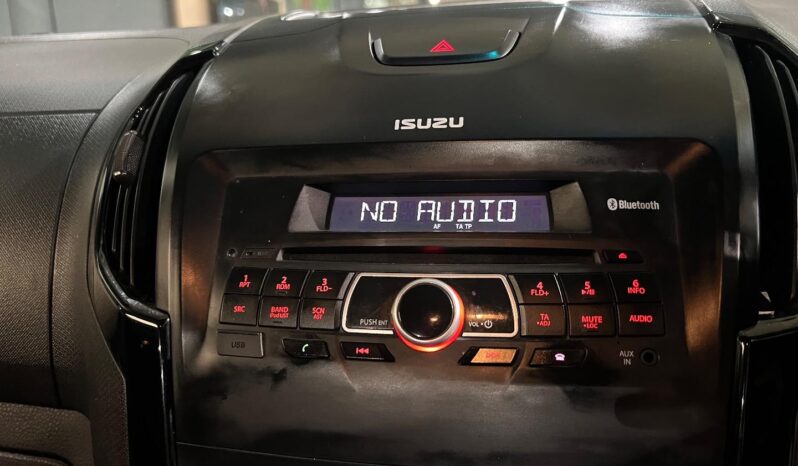 ISUZU
NO AUDIO
AF TA TP
Bluetooth
1 RPT
2 RDM
3 FLD-
4 FLD+
5
6 INFO
SRC
BAND iPodLIST
SCN AST
PUSH ENT
VOL
TA ADJ
MUTE LOC
AUDIO
USB
AUX IN